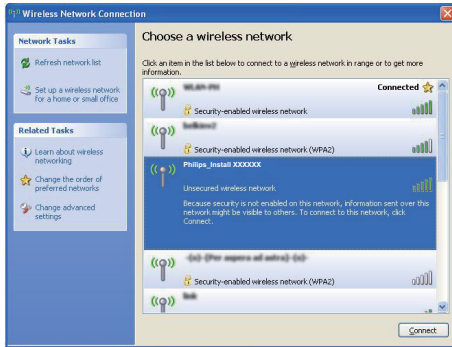 Wireless Network Connection
Network Tasks
Refresh network list
Set up a wireless network
for a home or small office
Related Tasks
Learn about wireless
networking
Change the order of
preferred networks
Change advanced
settings
Choose a wireless network
Click an item in the list below to connect to a wireless network in range or to get more
information.
Connected
Security-enabled wireless network
Security-enabled wireless network (WPA2)
Philips_Install XXXXXX
Unsecured wireless network
Because security is not enabled on this network, information sent over this
network might be visible to others. To connect to this network, click
Connect.
Security-enabled wireless network (WPA2)
Connect